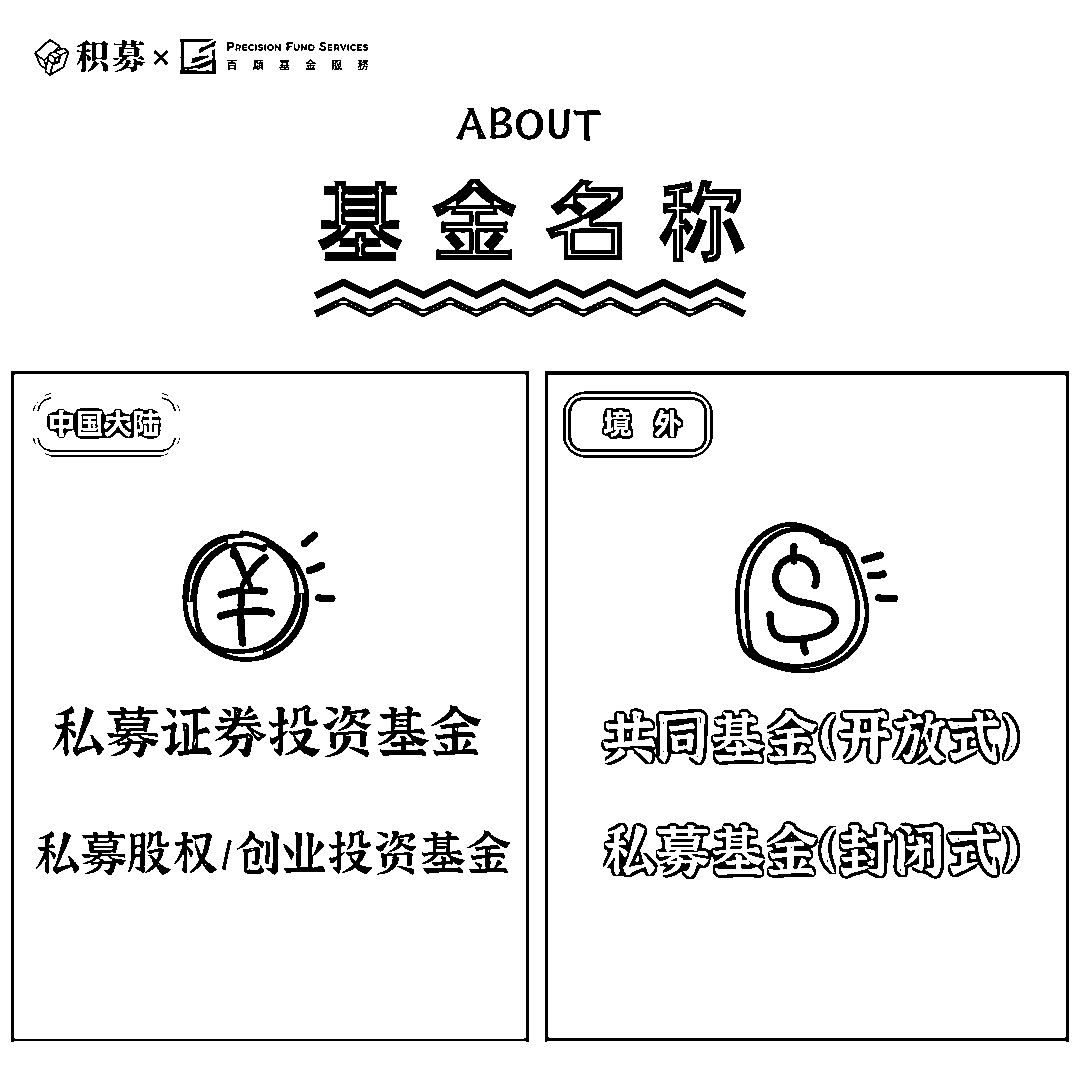 积募×PRECISION FUND SERVICES
百顾基金服務
ABOUT
基金名称
中国大陆
私募证券投资基金
私募股权/创业投资基金
境外
共同基金(开放式)
私募基金(封闭式)